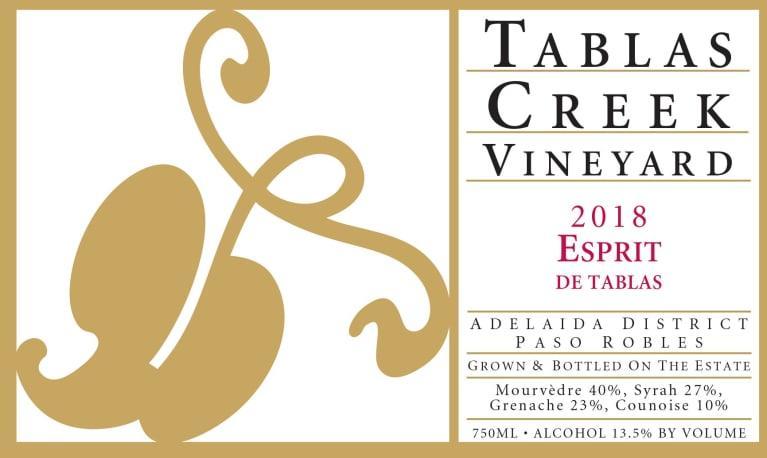 TABLAS
CREEK
VINEYARD
2018
ESPRIT
DE TABLAS
ADELAIDA DISTRICT
PASO ROBLES
GROWN & BOTTLED ON THE ESTATE
Mourvèdre 40%, Syrah 27%,
Grenache 23%, Counoise 10%
750ML • ALCOHOL 13.5% BY VOLUME